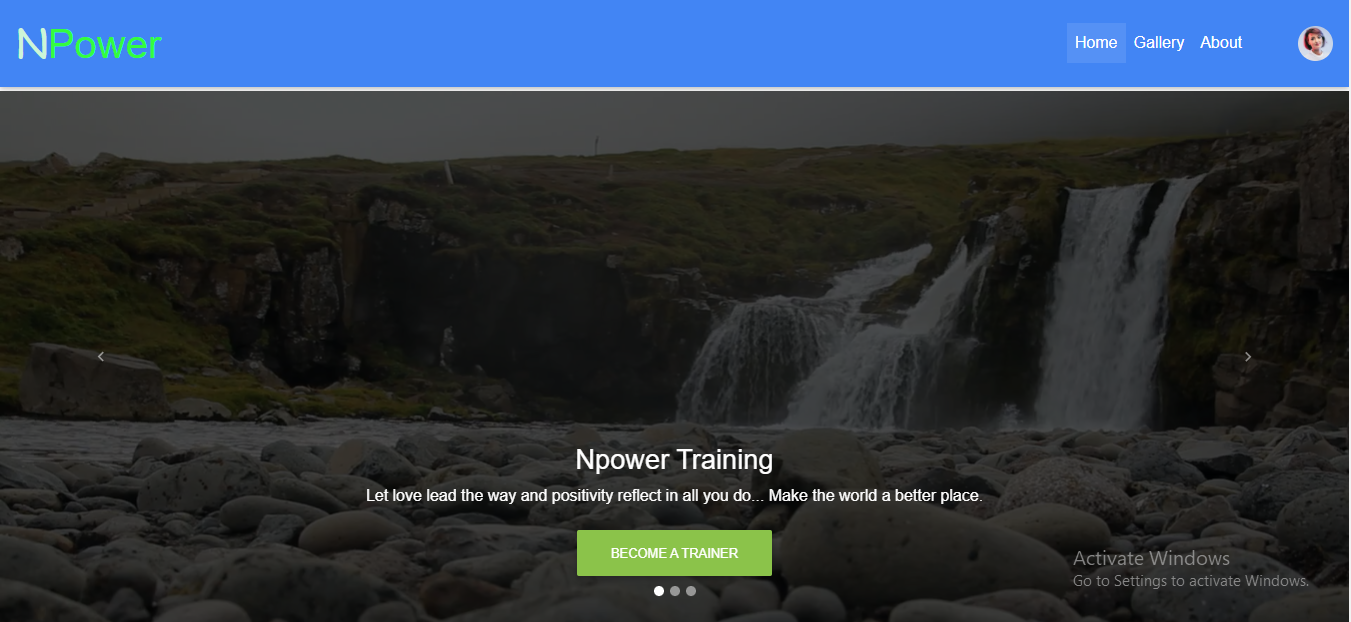 NPower
Home Gallery About
Npower Training
Let love lead the way and positivity reflect in all you do... Make the world a better place.
BECOME A TRAINER
Activate Windows
Go to Settings to activate Windows.